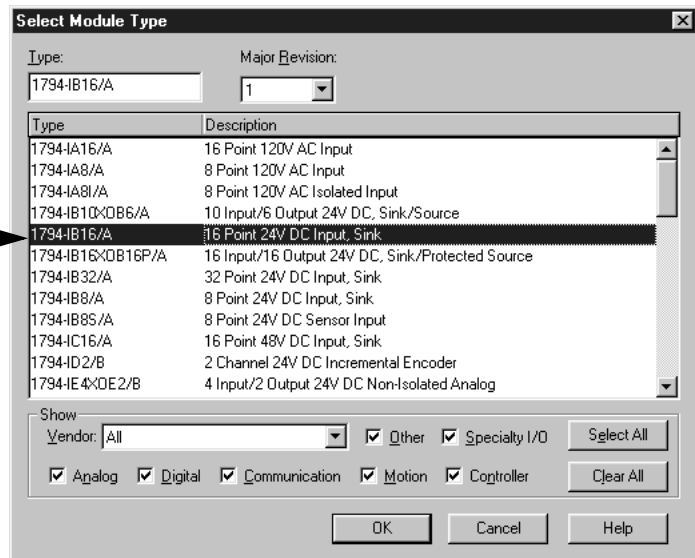 Select Module Type
Type:
Major Revision:
1794-IB16/A
1
Type Description
1794-IA16/A 16 Point 120V AC Input
1794-IA8/A 8 Point 120V AC Input
1794-IA8I/A 8 Point 120V AC Isolated Input
1794-IB10XOB6/A 10 Input/6 Output 24V DC, Sink/Source
1794-IB16/A 16 Point 24V DC Input, Sink
1794-IB16XOB16P/A 16 Input/16 Output 24V DC, Sink/Protected Source
1794-IB32/A 32 Point 24V DC Input, Sink
1794-IB8/A 8 Point 24V DC Input, Sink
1794-IB8S/A 8 Point 24V DC Sensor Input
1794-IC16/A 16 Point 48V DC Input, Sink
1794-ID2/B 2 Channel 24V DC Incremental Encoder
1794-IE4XOE2/B 4 Input/2 Output 24V DC Non-Isolated Analog
Show
Vendor: All Other Specialty I/O Select All
Analog Digital Communication Motion Controller Clear All
OK Cancel Help